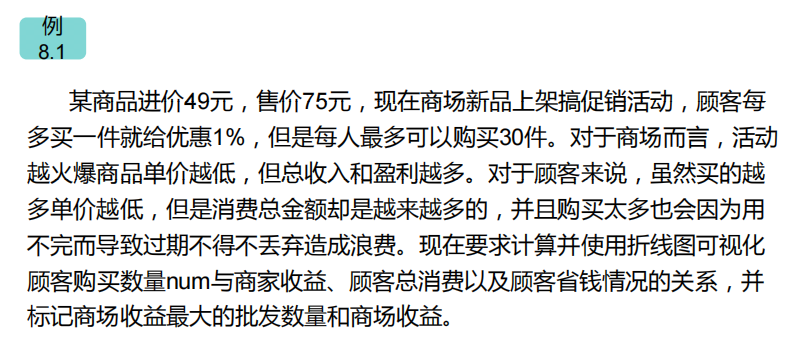 例
8.1
某商品进价49元，售价75元，现在商场新品上架搞促销活动，顾客每
多买一件就给优惠1%，但是每人最多可以购买30件。对于商场而言，活动
越火爆商品单价越低，但总收入和盈利越多。对于顾客来说，虽然买的越
多单价越低，但是消费总金额却是越来越多的，并且购买太多也会因为用
不完而导致过期不得不丢弃造成浪费。现在要求计算并使用折线图可视化
顾客购买数量num与商家收益、顾客总消费以及顾客省钱情况的关系，并
标记商场收益最大的批发数量和商场收益。